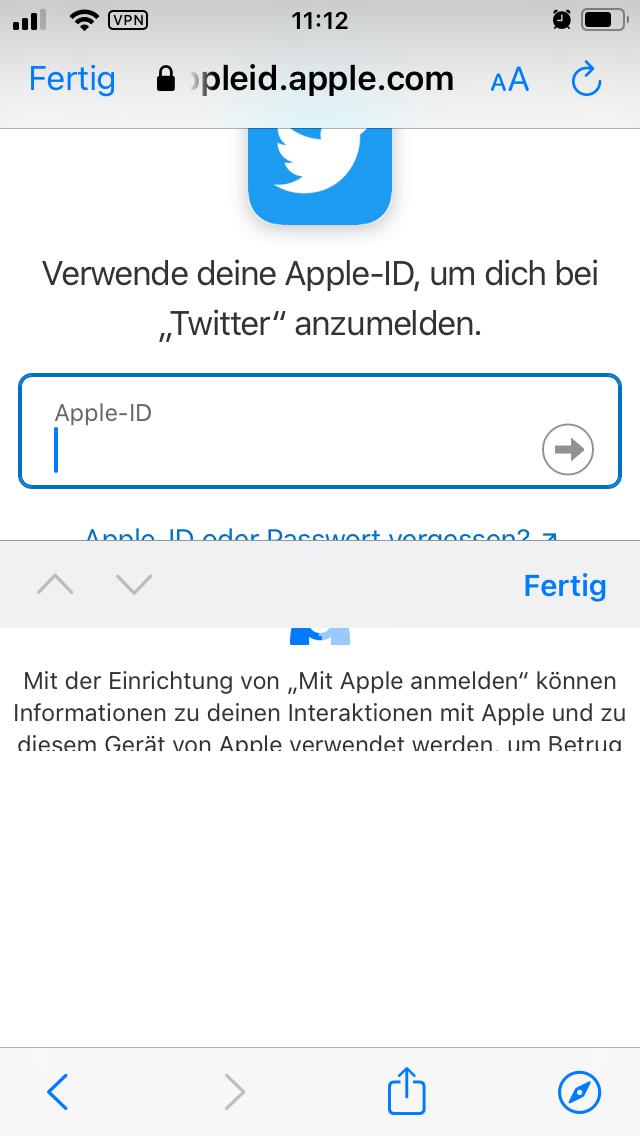 VPN 11:12
Fertig pleid.apple.com AA
Verwende deine Apple-ID, um dich bei
„Twitter“ anzumelden.
Apple-ID
Apple-ID oder Passwort vergessen?
Fertig
Mit der Einrichtung von „Mit Apple anmelden“ können
Informationen zu deinen Interaktionen mit Apple und zu
diesem Gerät von Apple verwendet werden, um Betrug